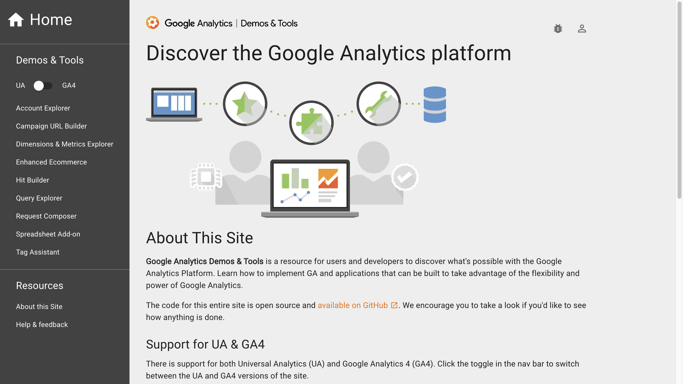 Home
Demos & Tools
UA GA4
Account Explorer
Campaign URL Builder
Dimensions & Metrics Explorer
Enhanced Ecommerce
Hit Builder
Query Explorer
Request Composer
Spreadsheet Add-on
Tag Assistant
Resources
About this Site
Help & feedback
Google Analytics | Demos & Tools
Discover the Google Analytics platform
About This Site
Google Analytics Demos & Tools is a resource for users and developers to discover what's possible with the Google
Analytics Platform. Learn how to implement GA and applications that can be built to take advantage of the flexibility and
power of Google Analytics.
The code for this entire site is open source and available on GitHub. We encourage you to take a look if you'd like to see
how anything is done.
Support for UA & GA4
There is support for both Universal Analytics (UA) and Google Analytics 4 (GA4). Click the toggle in the nav bar to switch
between the UA and GA4 versions of the site.